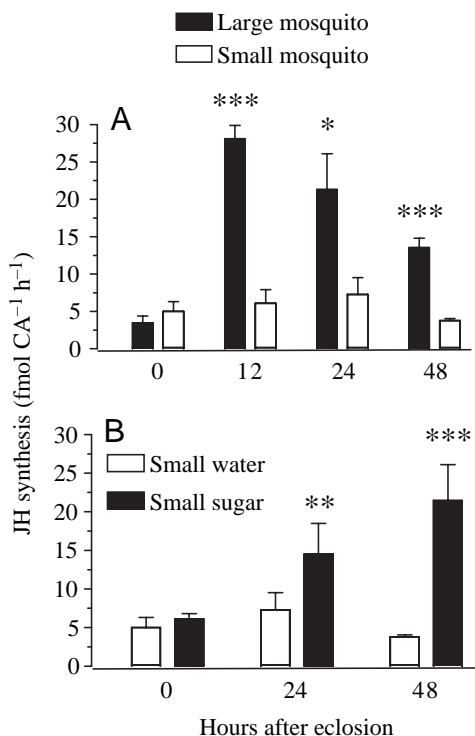 Large mosquito
Small mosquito
A
***
*
***
30
25
20
15
10
5
0
0 12 24 48
JH synthesis (fmol CA⁻¹ h⁻¹)
B
Small water
Small sugar
**
***
30
25
20
15
10
5
0
0 24 48
Hours after eclosion